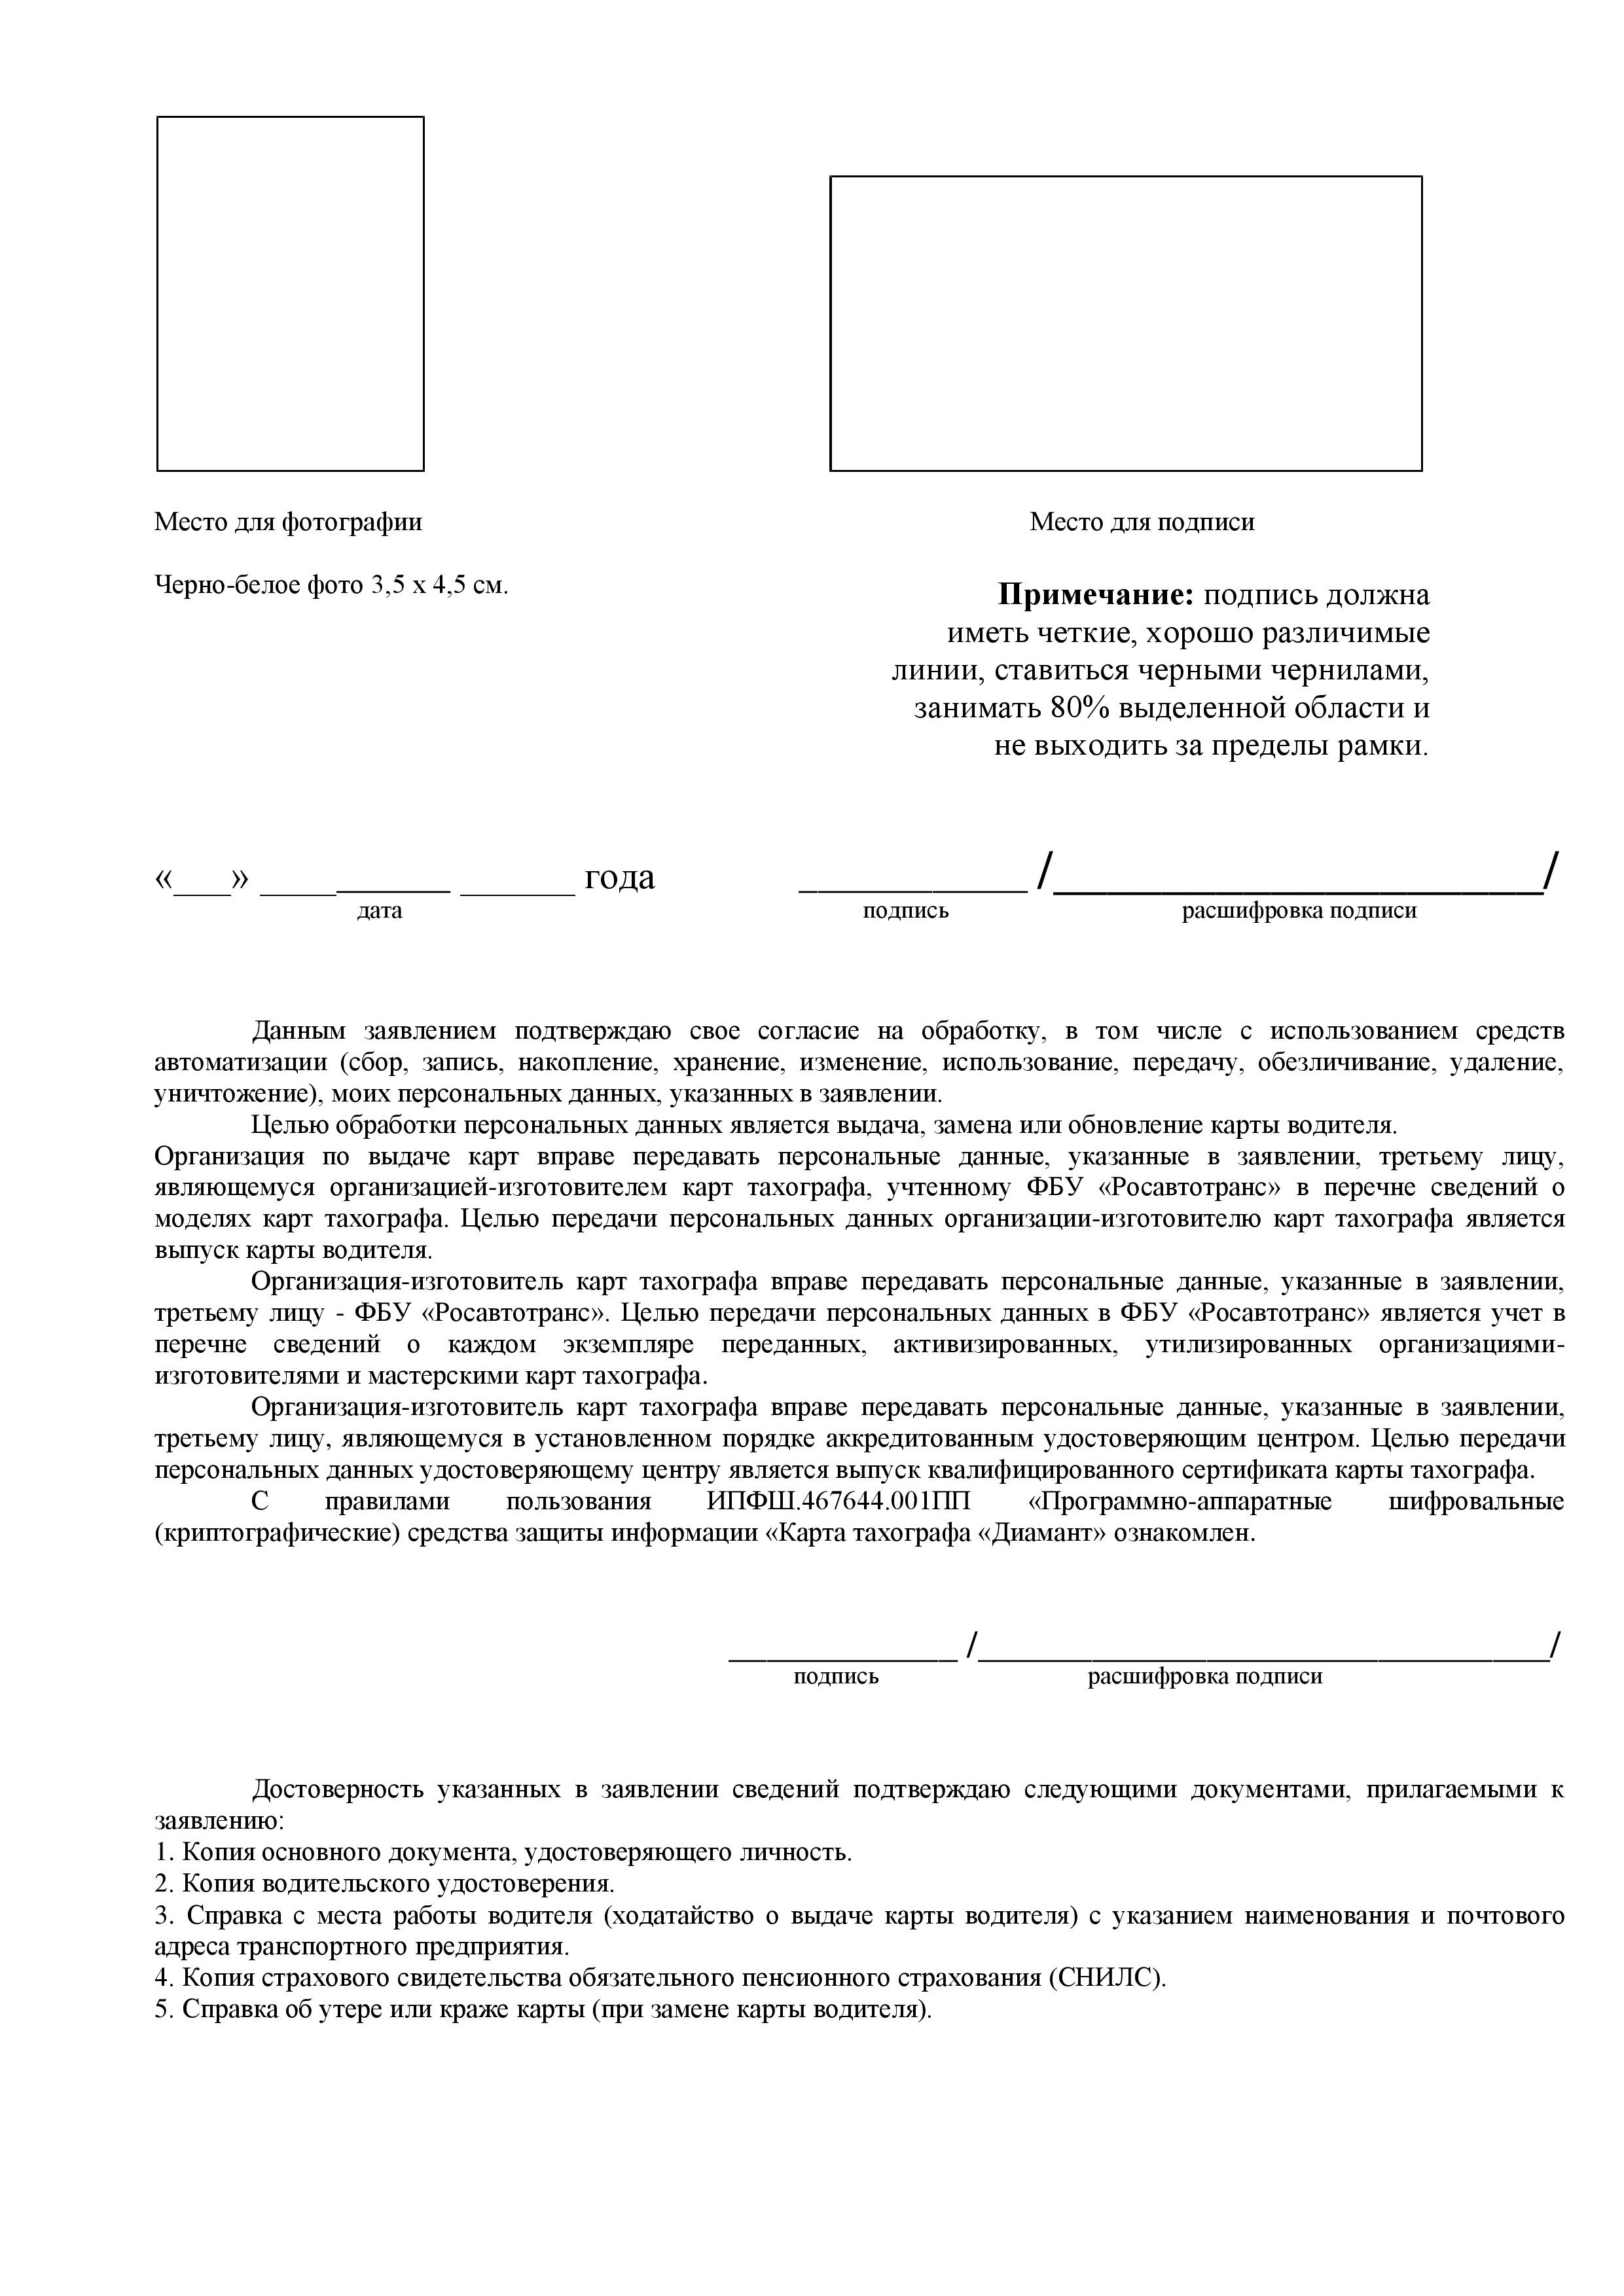 Место для фотографии
Место для подписи
Черно-белое фото 3,5 х 4,5 см.
Примечание: подпись должна
иметь четкие, хорошо различимые
линии, ставиться черными чернилами,
занимать 80% выделенной области и
не выходить за пределы рамки.
«___» __________ ______ года ____________ /____________________/
дата подпись расшифровка подписи
Данным заявлением подтверждаю свое согласие на обработку, в том числе с использованием средств
автоматизации (сбор, запись, накопление, хранение, изменение, использование, передачу, обезличивание, удаление,
уничтожение), моих персональных данных, указанных в заявлении.
Целью обработки персональных данных является выдача, замена или обновление карты водителя.
Организация по выдаче карт вправе передавать персональные данные, указанные в заявлении, третьему лицу,
являющемуся организацией-изготовителем карт тахографа, учтенному ФБУ «Росавтотранс» в перечне сведений о
моделях карт тахографа. Целью передачи персональных данных организации-изготовителю карт тахографа является
выпуск карты водителя.
Организация-изготовитель карт тахографа вправе передавать персональные данные, указанные в заявлении,
третьему лицу - ФБУ «Росавтотранс». Целью передачи персональных данных в ФБУ «Росавтотранс» является учет в
перечне сведений о каждом экземпляре переданных, активизированных, утилизированных организациями-
изготовителями и мастерскими карт тахографа.
Организация-изготовитель карт тахографа вправе передавать персональные данные, указанные в заявлении,
третьему лицу, являющемуся в установленном порядке аккредитованным удостоверяющим центром. Целью передачи
персональных данных удостоверяющему центру является выпуск квалифицированного сертификата карты тахографа.
С правилами пользования ИПФШ.467644.001ПП «Программно-аппаратные шифровальные
(криптографические) средства защиты информации «Карта тахографа «Диамант» ознакомлен.
____________ /______________________________/
подпись расшифровка подписи
Достоверность указанных в заявлении сведений подтверждаю следующими документами, прилагаемыми к
заявлению:
1. Копия основного документа, удостоверяющего личность.
2. Копия водительского удостоверения.
3. Справка с места работы водителя (ходатайство о выдаче карты водителя) с указанием наименования и почтового
адреса транспортного предприятия.
4. Копия страхового свидетельства обязательного пенсионного страхования (СНИЛС).
5. Справка об утере или краже карты (при замене карты водителя).